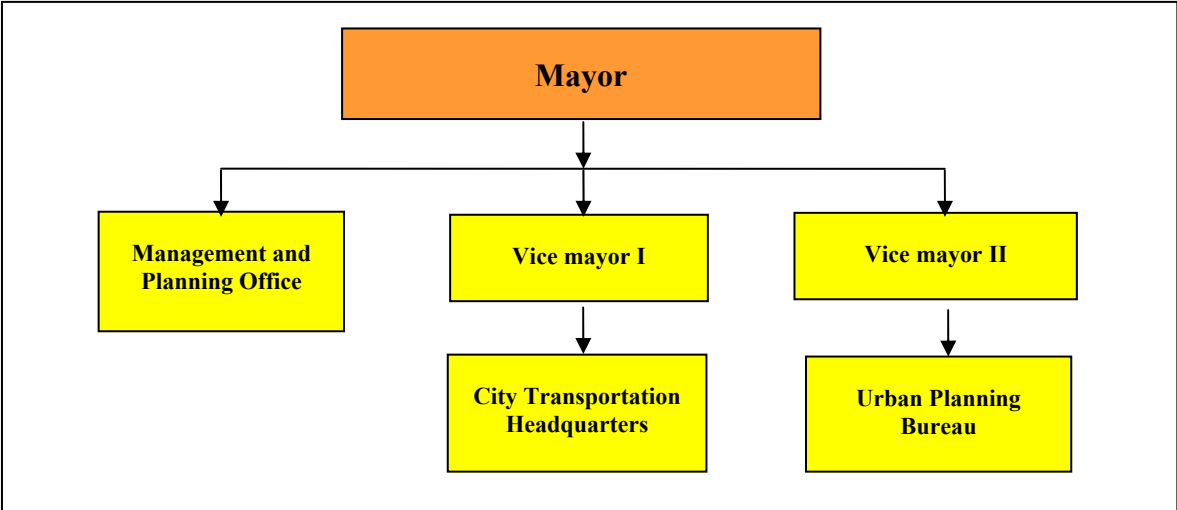 Mayor
Management and
Planning Office
Vice mayor I
Vice mayor II
City Transportation
Headquarters
Urban Planning
Bureau